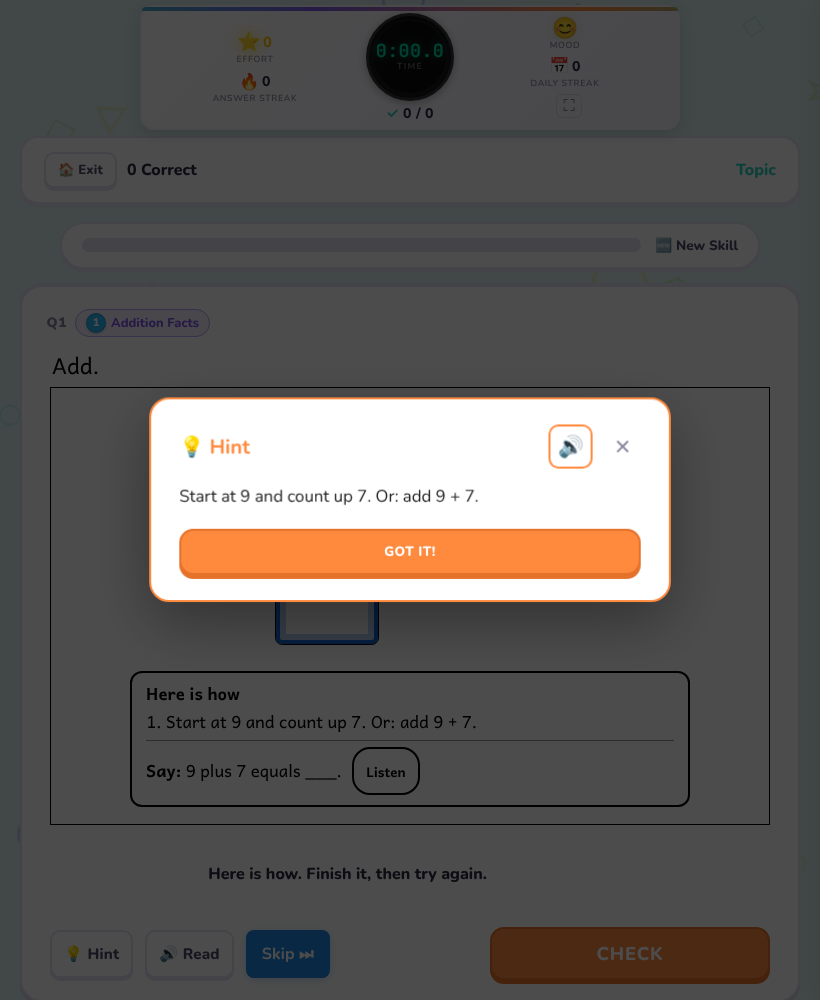 0
EFFORT
0
ANSWER STREAK
0:00.0
TIME
0 / 0
MOOD
0
DAILY STREAK
Exit
0 Correct
Topic
New Skill
Q1
1
Addition Facts
Add.
Hint
Start at 9 and count up 7. Or: add 9 + 7.
GOT IT!
Here is how
1. Start at 9 and count up 7. Or: add 9 + 7.
Say: 9 plus 7 equals ___. Listen
Here is how. Finish it, then try again.
Hint
Read
Skip
CHECK